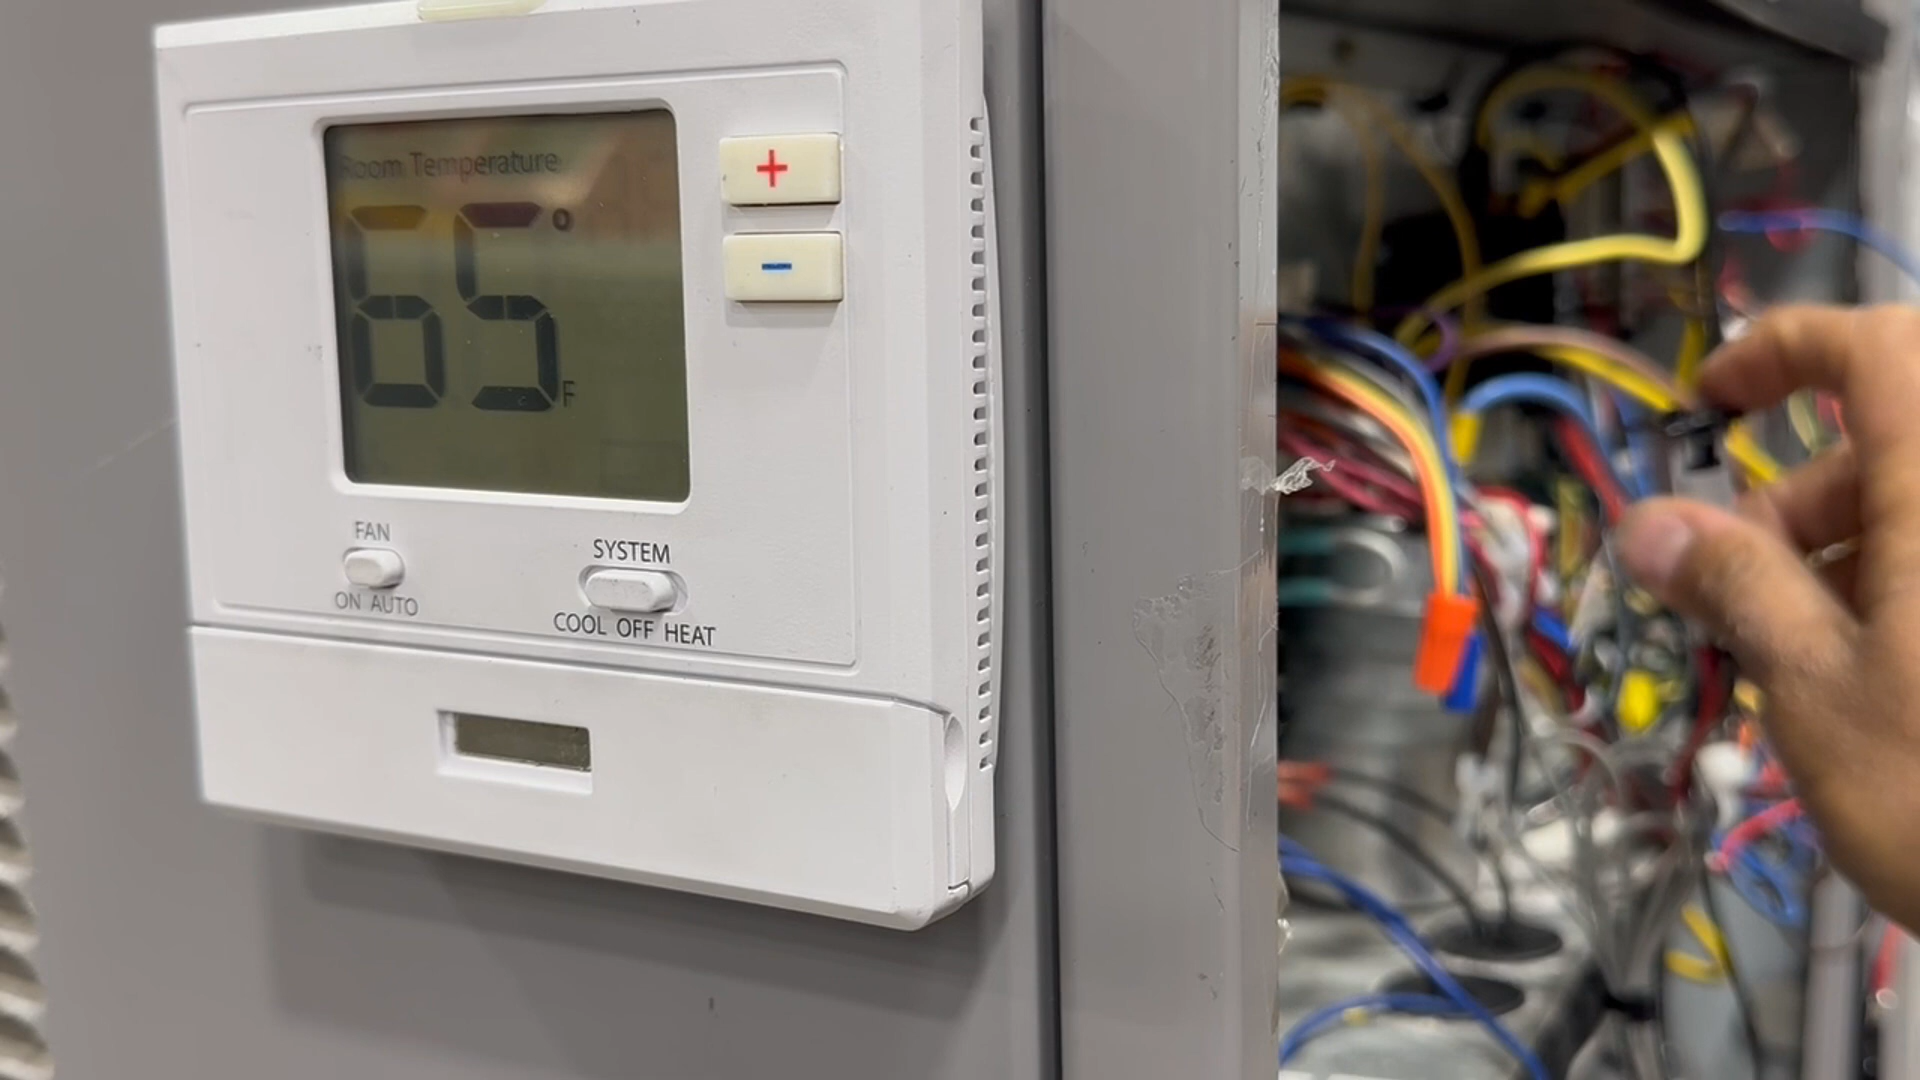 Room Temperature
65°F
+
-
FAN
ON AUTO
SYSTEM
COOL OFF HEAT